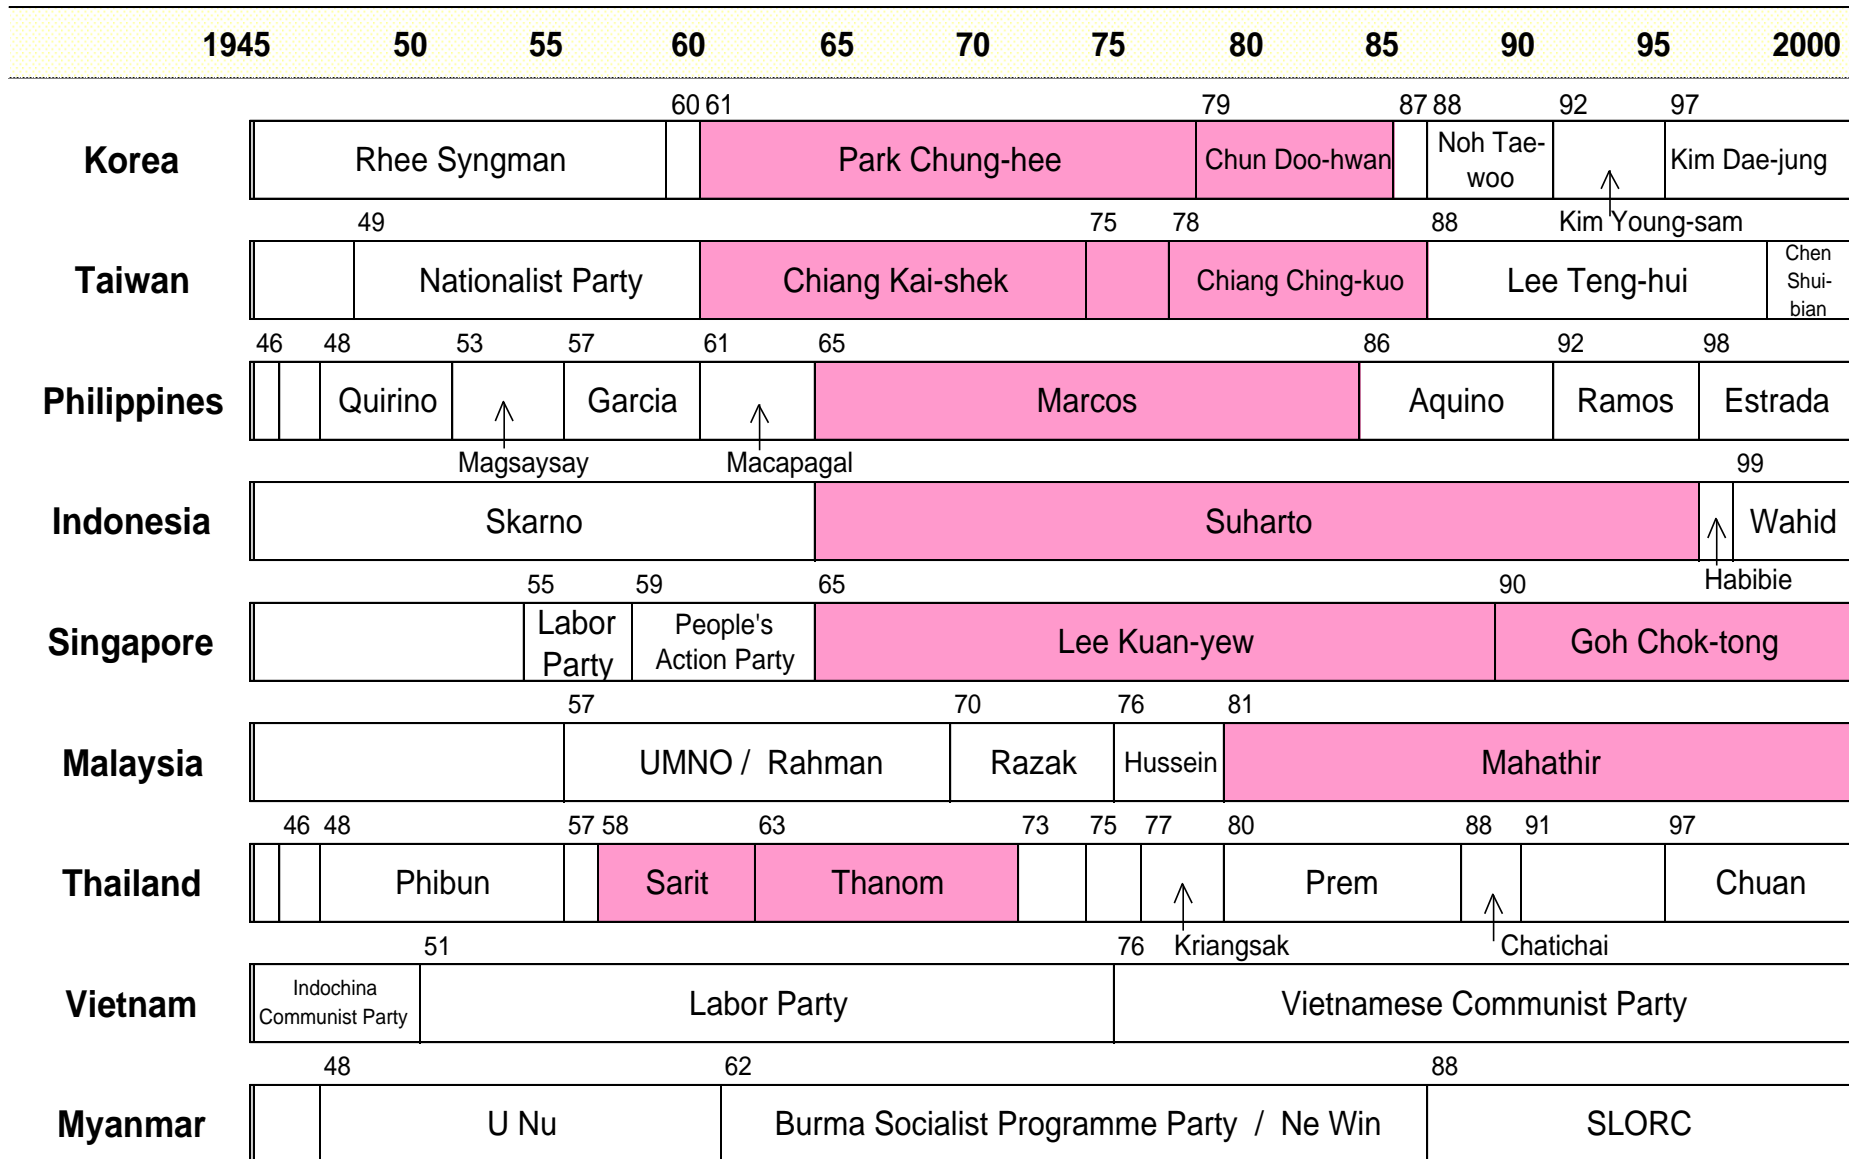 1945 50 55 60 65 70 75 80 85 90 95 2000
60 61 79 87 88 92 97
Korea Rhee Syngman Park Chung-hee Chun Doo-hwan Noh Tae-
woo Kim Dae-jung
Kim Young-sam
49 75 78 88
Taiwan Nationalist Party Chiang Kai-shek Chiang Ching-kuo Lee Teng-hui Chen
Shui-
bian
46 48 53 57 61 65 86 92 98
Philippines Quirino Garcia Marcos Aquino Ramos Estrada
Magsaysay Macapagal
99
Indonesia Skarno Suharto Wahid
Habibie
55 59 65 90
Singapore Labor
Party People's
Action Party Lee Kuan-yew Goh Chok-tong
57 70 76 81
Malaysia UMNO / Rahman Razak Hussein Mahathir
46 48 57 58 63 73 75 77 80 88 91 97
Thailand Phibun Sarit Thanom Prem Chuan
Kriangsak Chatichai
51 76
Vietnam Indochina
Communist Party Labor Party Vietnamese Communist Party
48 62 88
Myanmar U Nu Burma Socialist Programme Party / Ne Win SLORC